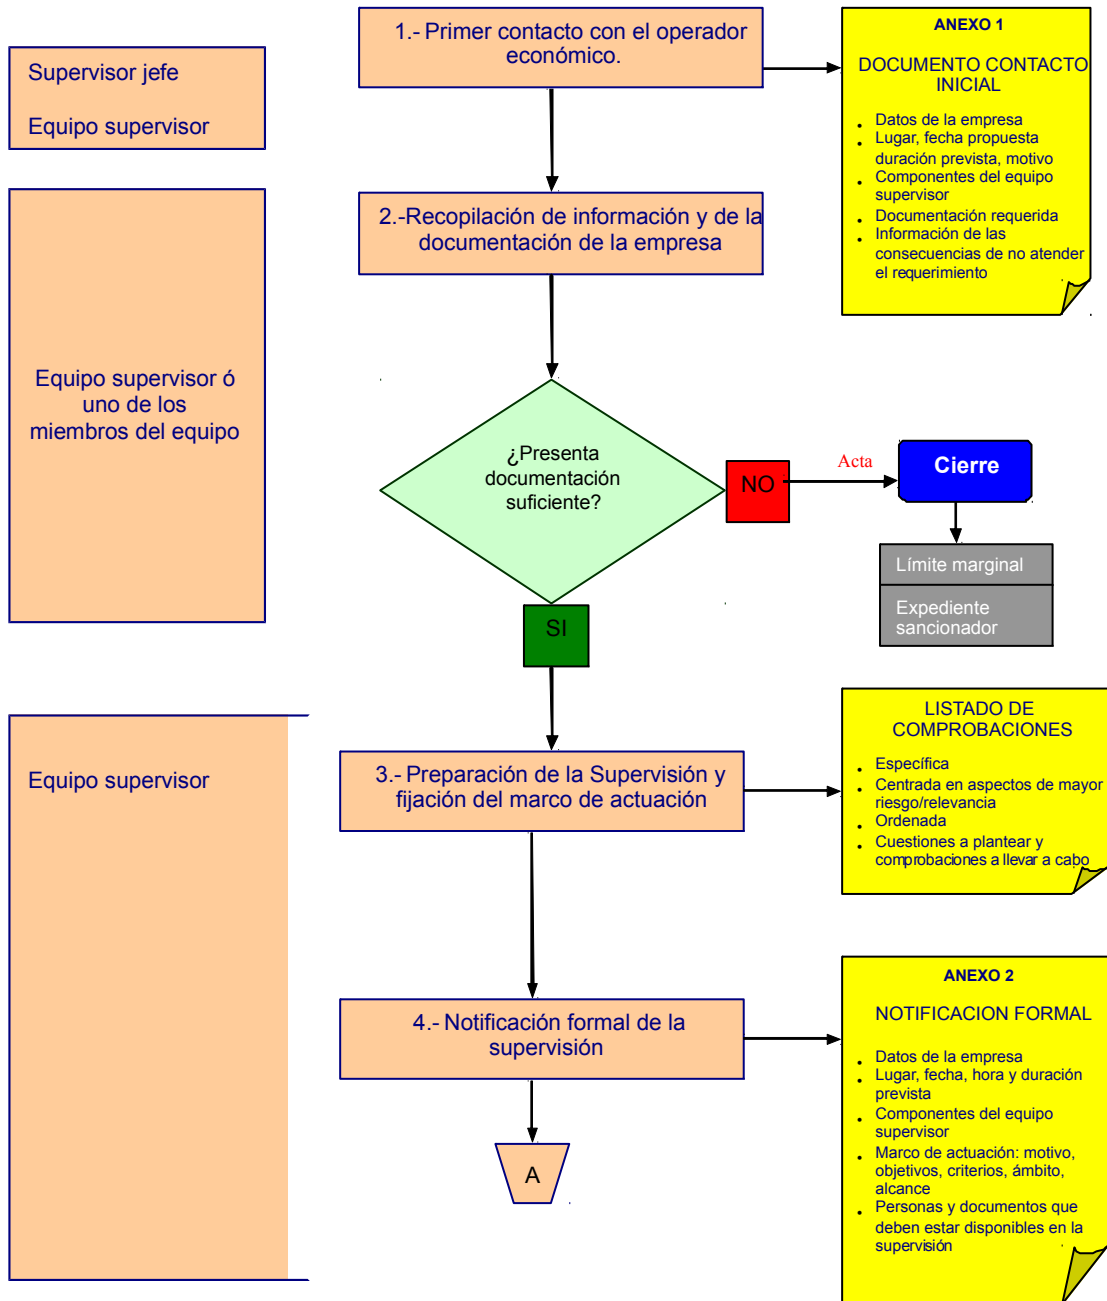 Supervisor jefe
Equipo supervisor
1.- Primer contacto con el operador
económico.
ANEXO 1
DOCUMENTO CONTACTO
INICIAL
• Datos de la empresa
• Lugar, fecha propuesta
duración prevista, motivo
• Componentes del equipo
supervisor
• Documentación requerida
• Información de las
consecuencias de no atender
el requerimiento
2.-Recopilación de información y de la
documentación de la empresa
Equipo supervisor ó
uno de los
miembros del equipo
¿Presenta
documentación
suficiente?
NO
Acta
Cierre
Límite marginal
Expediente
sancionador
SI
Equipo supervisor
3.- Preparación de la Supervisión y
fijación del marco de actuación
LISTADO DE
COMPROBACIONES
• Específica
• Centrada en aspectos de mayor
riesgo/relevancia
• Ordenada
• Cuestiones a plantear y
comprobaciones a llevar a cabo
4.- Notificación formal de la
supervisión
ANEXO 2
NOTIFICACION FORMAL
• Datos de la empresa
• Lugar, fecha, hora y duración
prevista
• Componentes del equipo
supervisor
• Marco de actuación: motivo,
objetivos, criterios, ámbito,
alcance
• Personas y documentos que
deben estar disponibles en la
supervisión
A